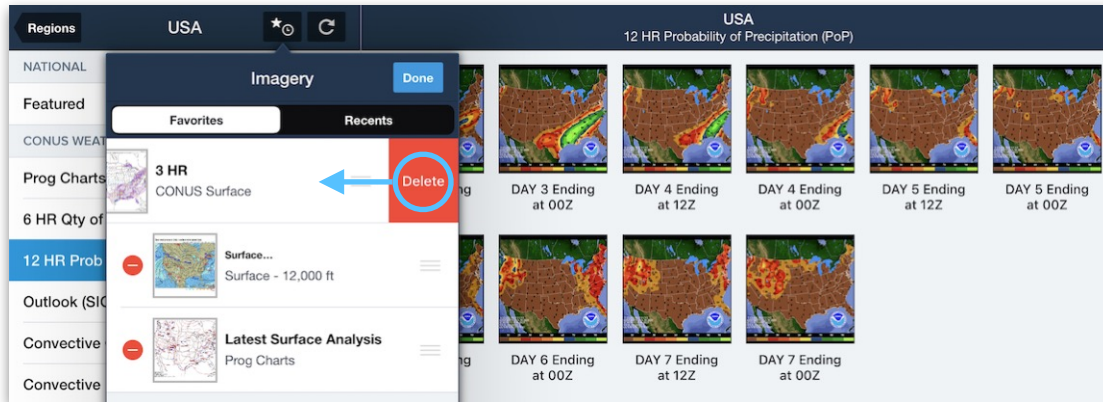 Regions
USA
USA
12 HR Probability of Precipitation (PoP)
NATIONAL
Featured
CONUS WEAT
Prog Charts
6 HR Qty of
12 HR Prob
Outlook (SIG
Convective
Convective
Imagery
Done
Favorites
Recents
3 HR
CONUS Surface
Delete
Surface...
Surface - 12,000 ft
Latest Surface Analysis
Prog Charts
ng
DAY 3 Ending
at 00Z
DAY 4 Ending
at 12Z
DAY 4 Ending
at 00Z
DAY 5 Ending
at 12Z
DAY 5 Ending
at 00Z
ng
DAY 6 Ending
at 00Z
DAY 7 Ending
at 12Z
DAY 7 Ending
at 00Z